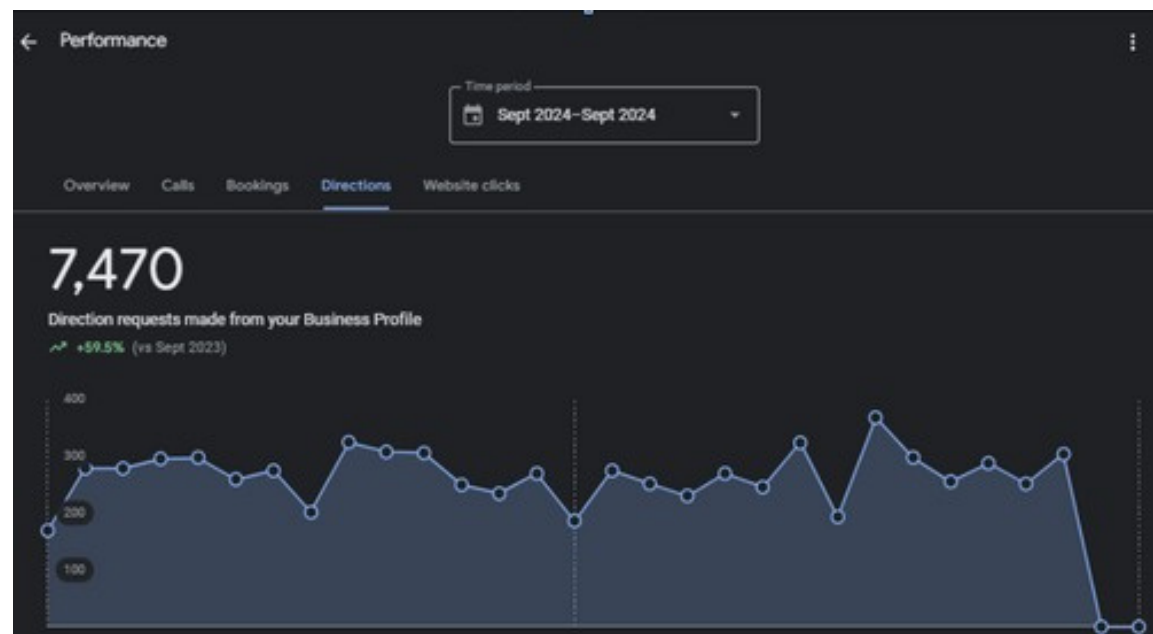 Performance
Time period
Sept 2024–Sept 2024
Overview Calls Bookings Directions Website clicks
7,470
Direction requests made from your Business Profile
+59.5% (vs Sept 2023)
400
300
200
100